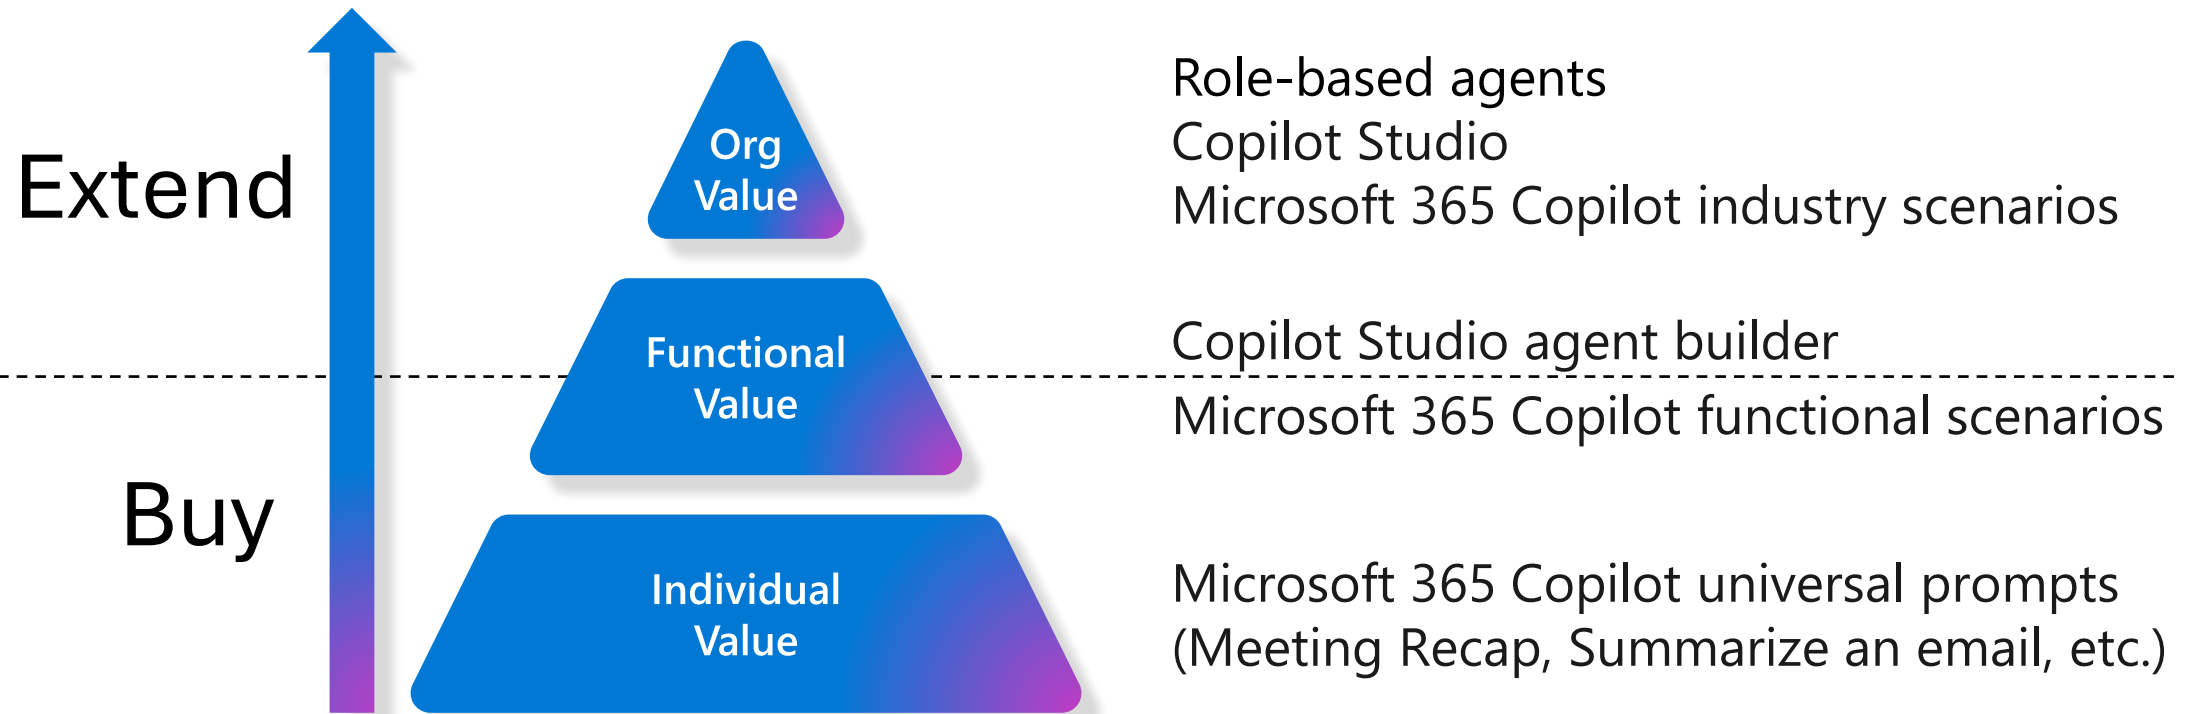 Extend
Buy
Org
Value
Functional
Value
Individual
Value
Role-based agents
Copilot Studio
Microsoft 365 Copilot industry scenarios
Copilot Studio agent builder
Microsoft 365 Copilot functional scenarios
Microsoft 365 Copilot universal prompts
(Meeting Recap, Summarize an email, etc.)